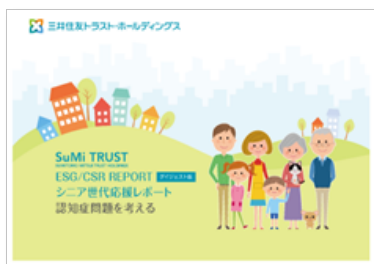 三井住友トラスト・ホールディングス
SuMi TRUST
SUMITOMO MITSUI TRUST HOLDINGS
ESG/CSR REPORT ダイジェスト版
シニア世代応援レポート
認知症問題を考える